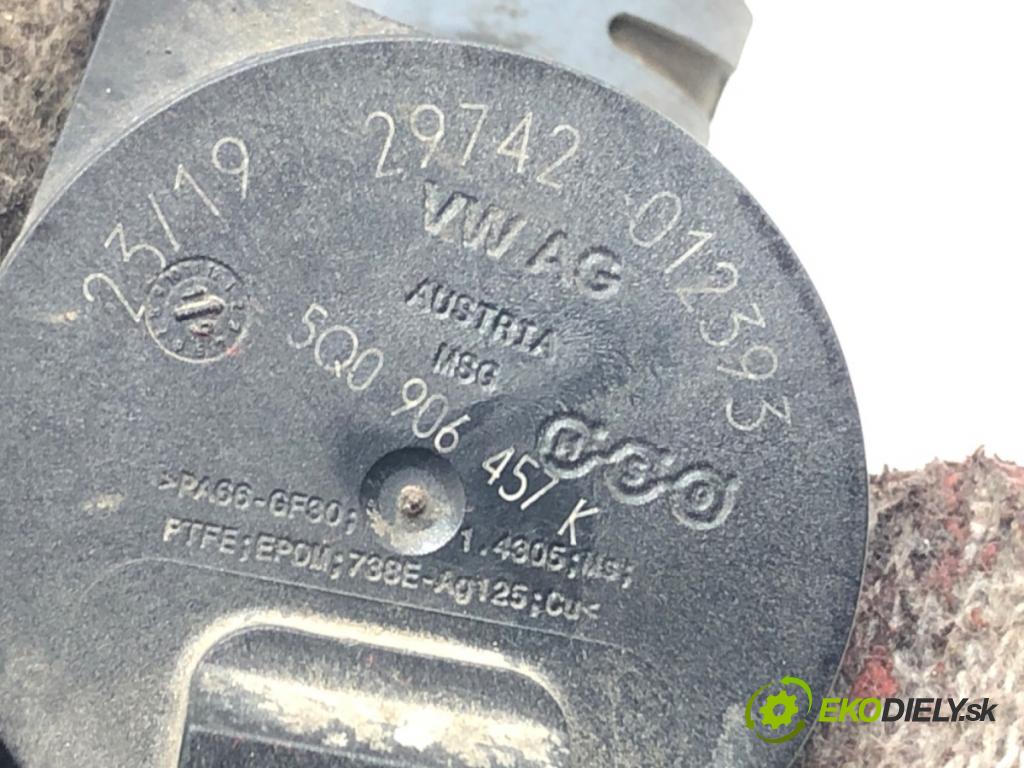 23/19
29742 012393
VW AG
AUSTRIA
MSG
5Q0 906 457 K
>PA66-GF30; 1.4305;MS;
PTFE;EPDM;738E-Ag125;Cu<
EKODIELY.sk